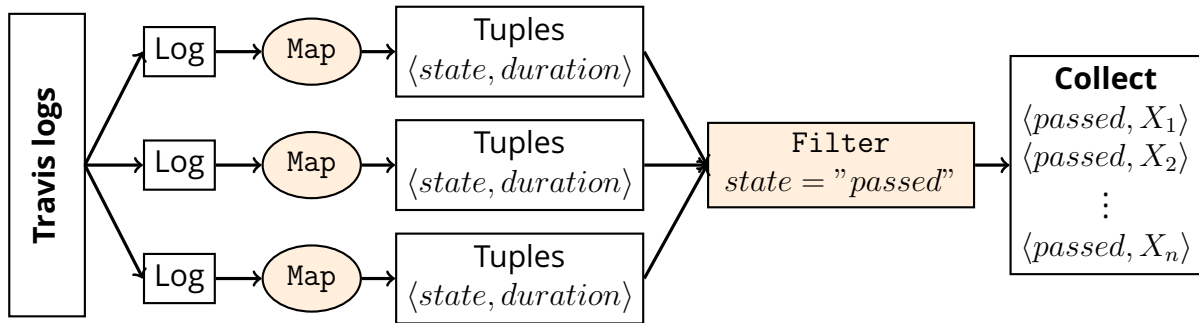 Travis logs
Log
Map
Tuples
⟨state, duration⟩
Log
Map
Tuples
⟨state, duration⟩
Log
Map
Tuples
⟨state, duration⟩
Filter
state = ”passed”
Collect
⟨passed, X₁⟩
⟨passed, X₂⟩
⋮
⟨passed, Xₙ⟩